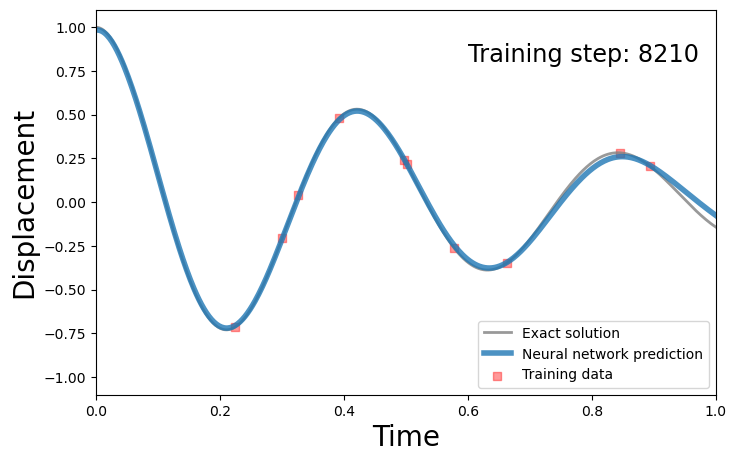 Training step: 8210
Displacement
1.00
0.75
0.50
0.25
0.00
−0.25
−0.50
−0.75
−1.00
Exact solution
Neural network prediction
Training data
0.0 0.2 0.4 0.6 0.8 1.0
Time